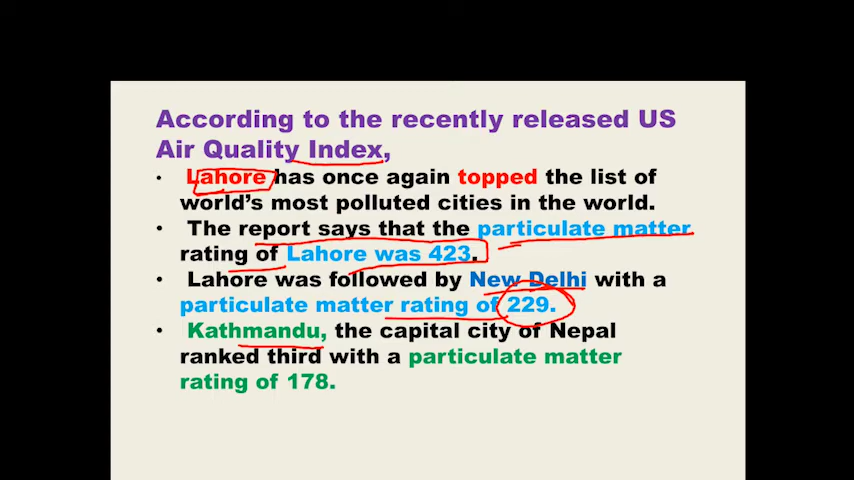 According to the recently released US
Air Quality Index,
• Lahore has once again topped the list of
world's most polluted cities in the world.
• The report says that the particulate matter
rating of Lahore was 423.
• Lahore was followed by New Delhi with a
particulate matter rating of 229.
• Kathmandu, the capital city of Nepal
ranked third with a particulate matter
rating of 178.